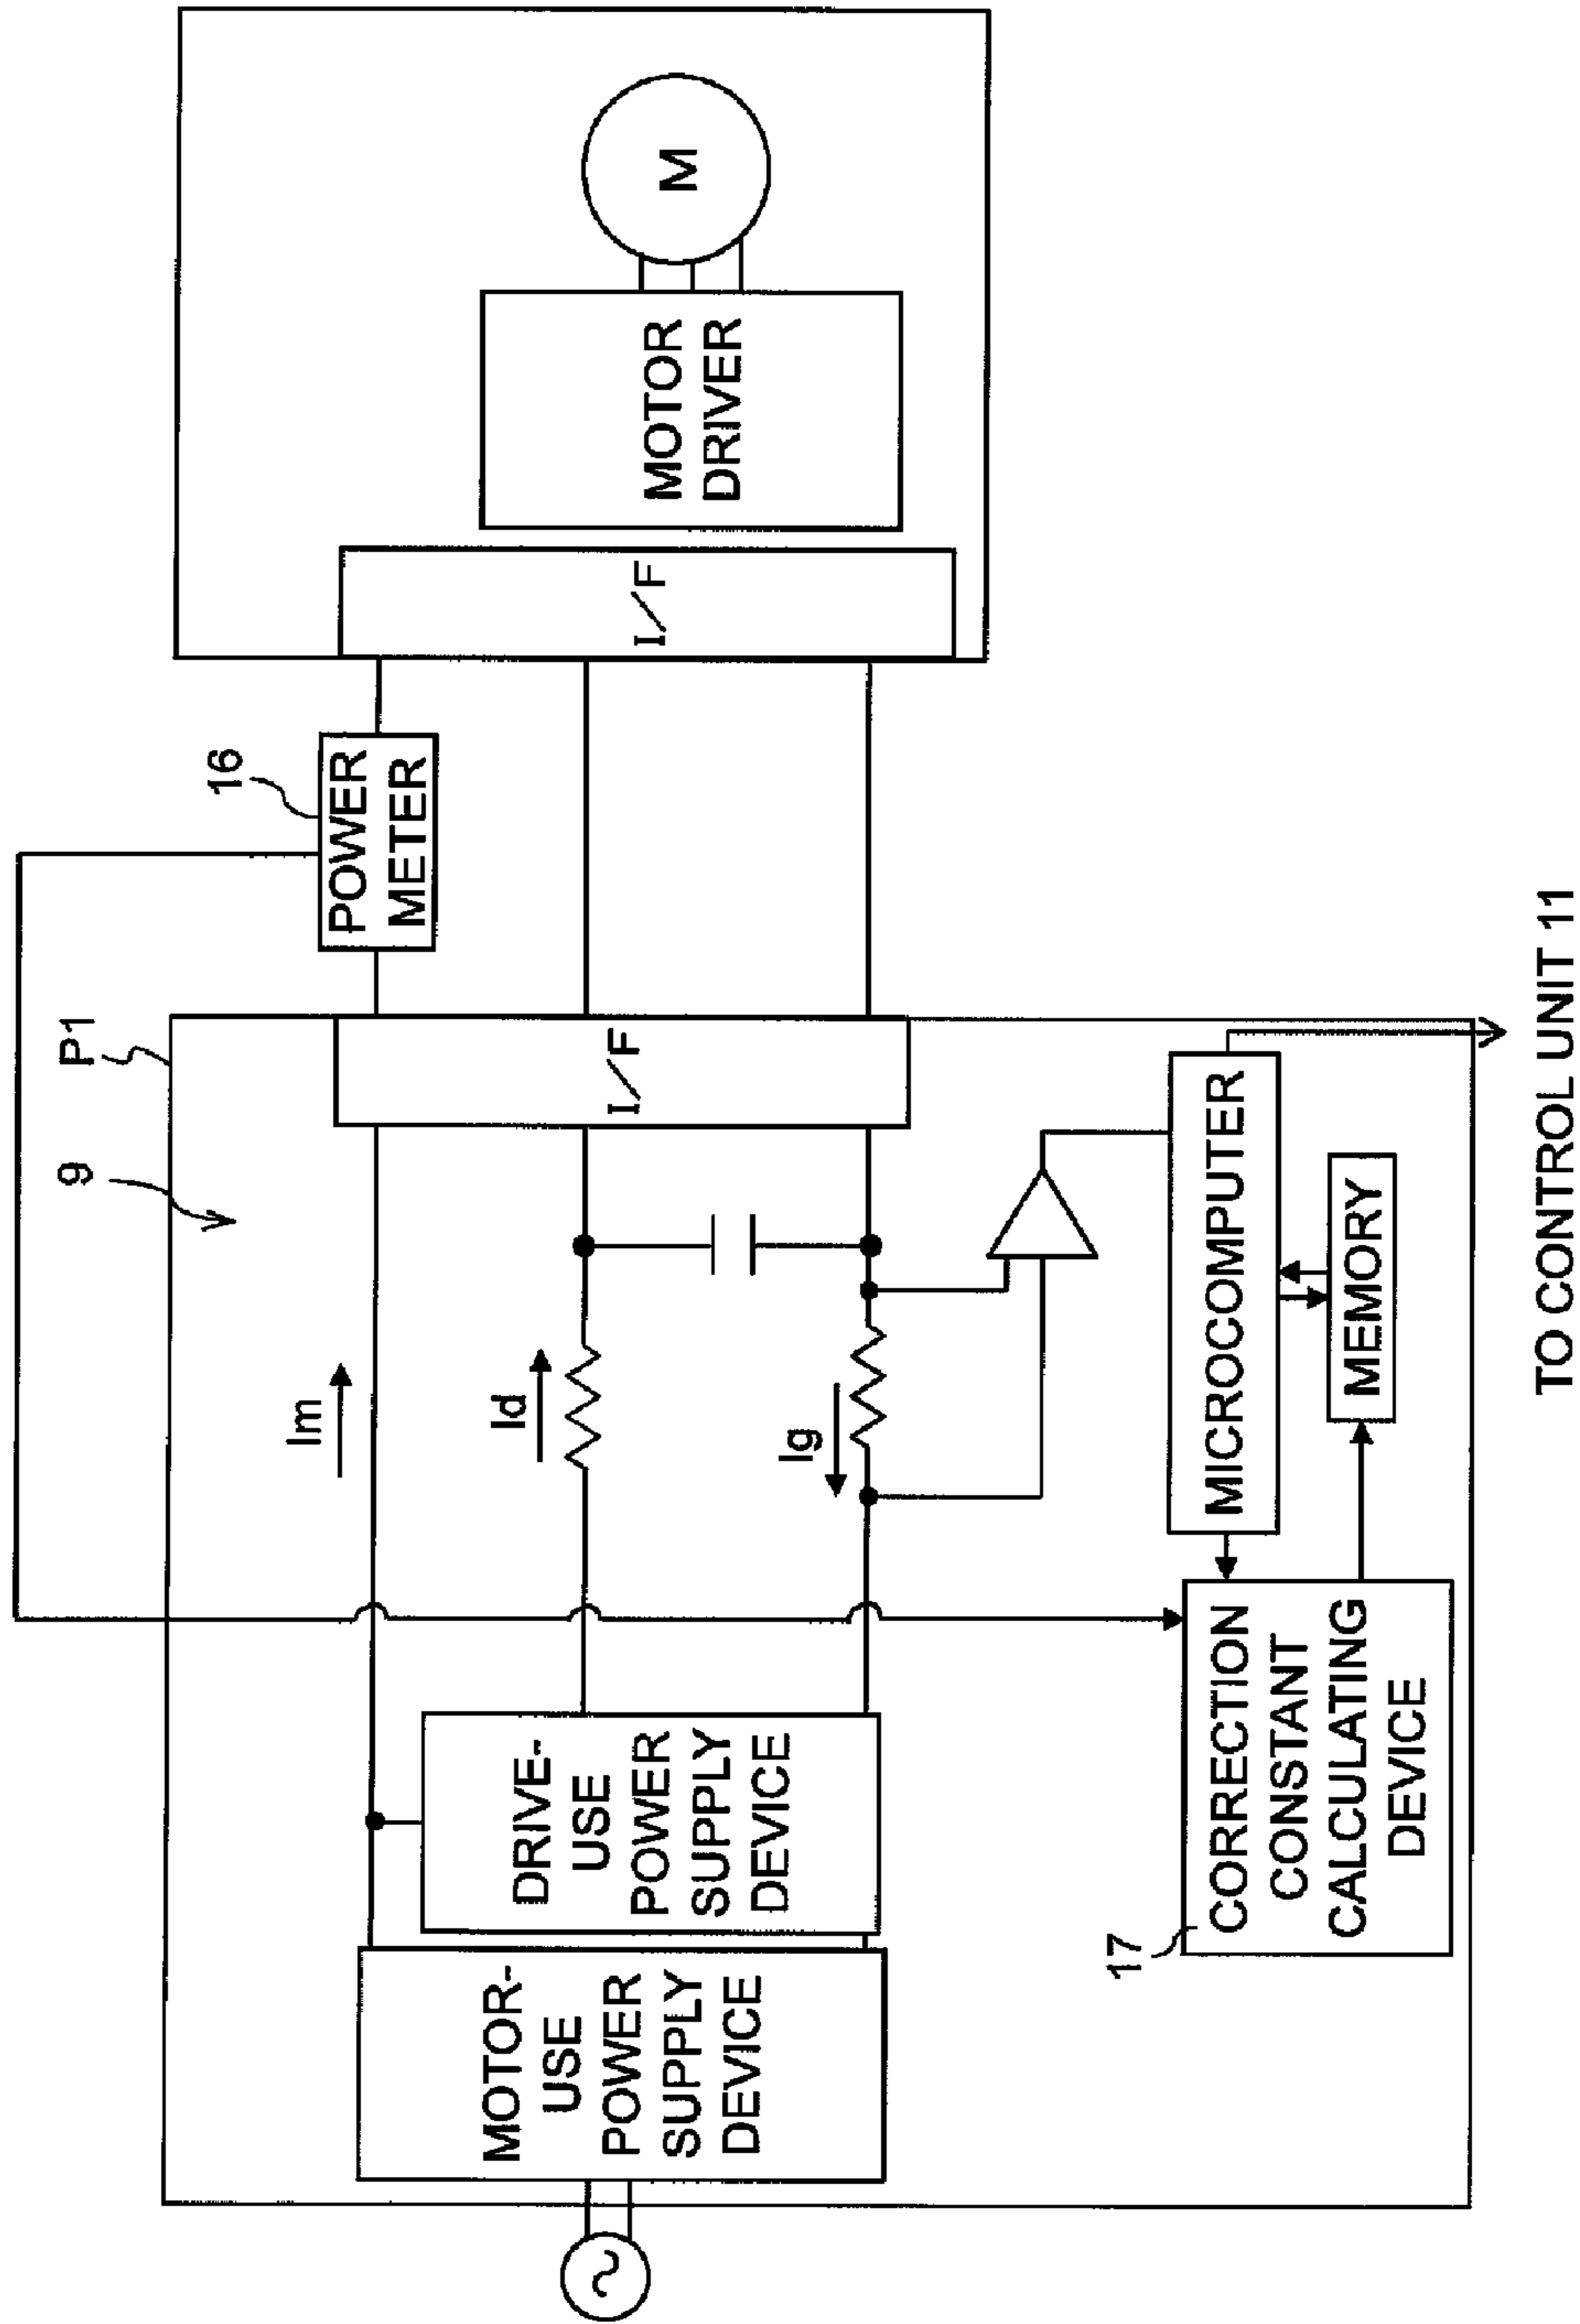 P1
9
16
POWER
METER
M
MOTOR
DRIVER
I/F
I/F
Im
Id
Ig
MOTOR-
USE
POWER
SUPPLY
DEVICE
DRIVE-
USE
POWER
SUPPLY
DEVICE
17
CORRECTION
CONSTANT
CALCULATING
DEVICE
MICROCOMPUTER
MEMORY
TO CONTROL UNIT 11